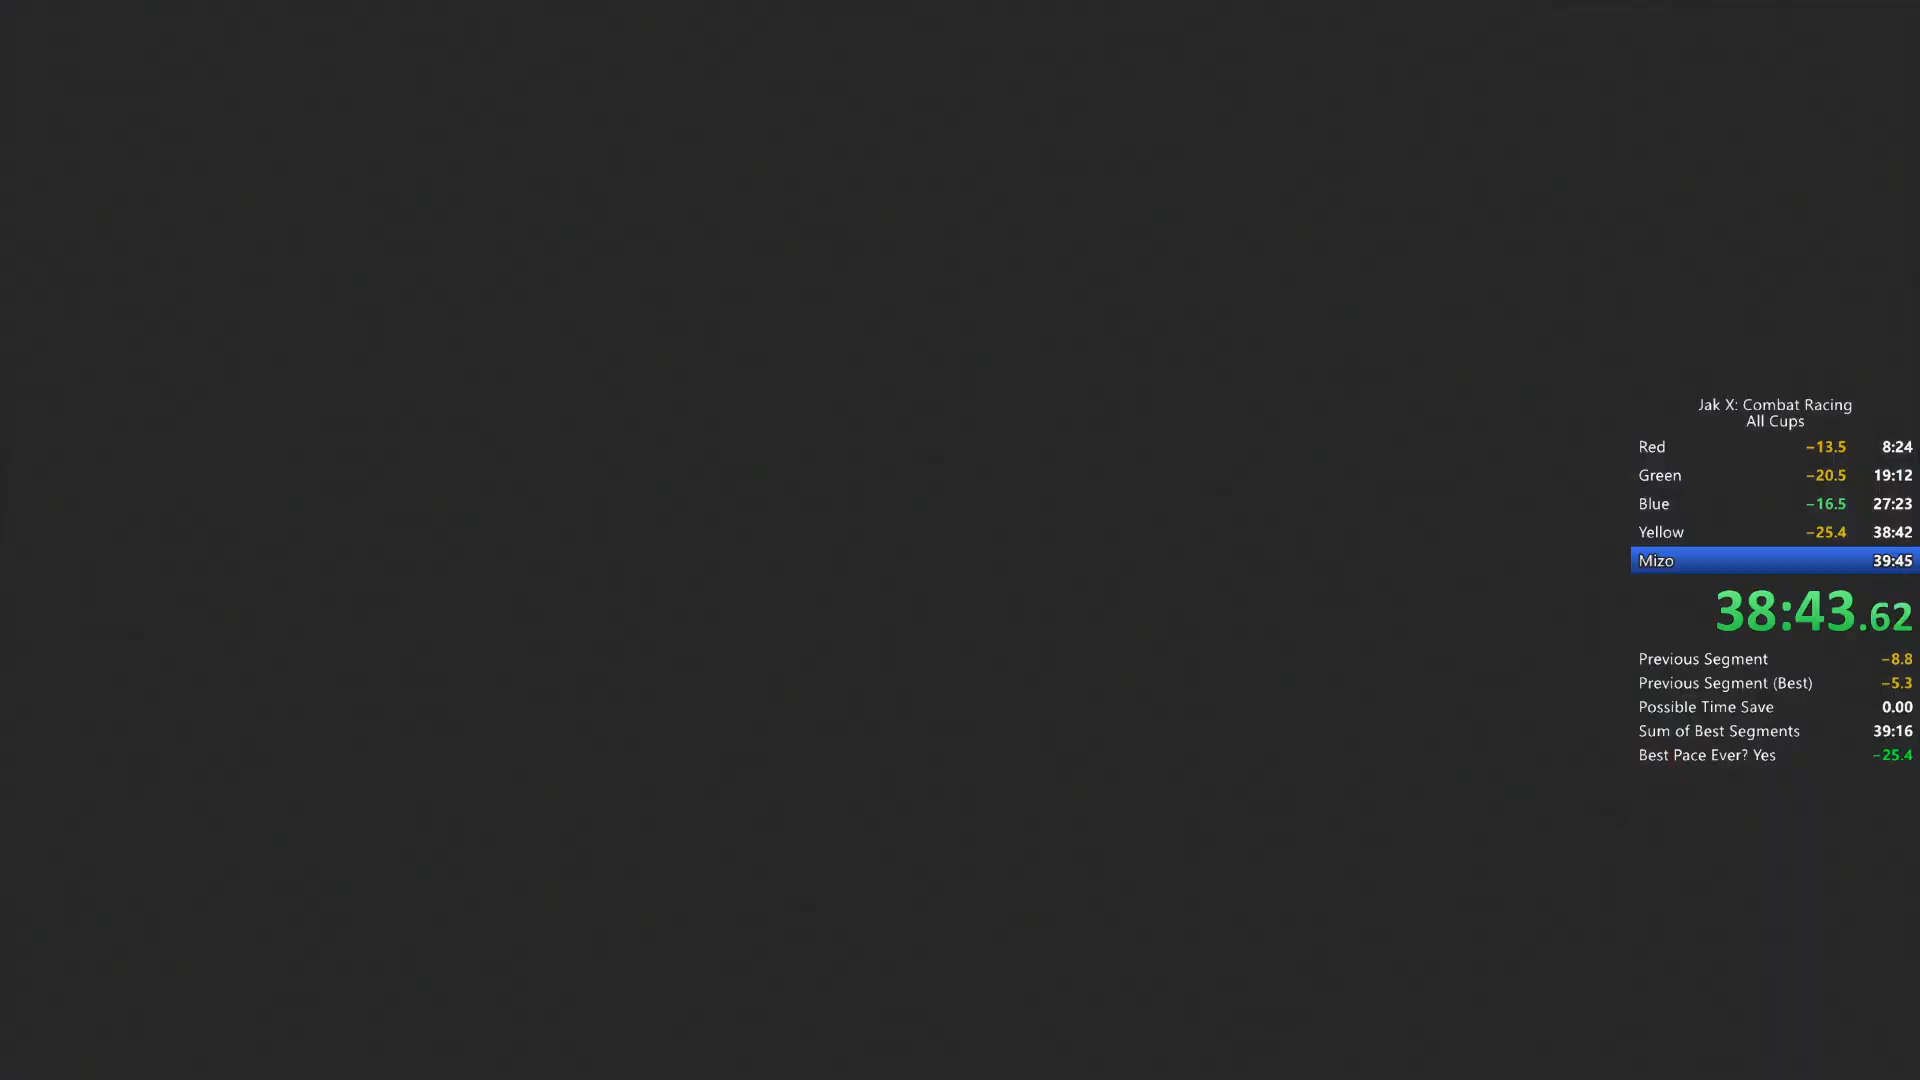 Jak X: Combat Racing
All Cups
Red -13.5 8:24
Green -20.5 19:12
Blue -16.5 27:23
Yellow -25.4 38:42
Mizo 39:45
38:43.62
Previous Segment -8.8
Previous Segment (Best) -5.3
Possible Time Save 0.00
Sum of Best Segments 39:16
Best Pace Ever? Yes -25.4